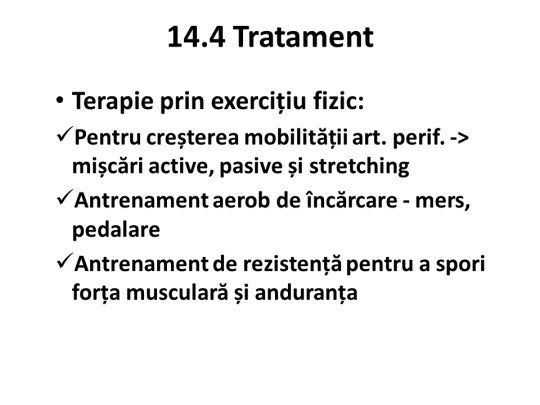 14.4 Tratament
• Terapie prin exercițiu fizic:
✓Pentru creșterea mobilității art. perif. ->
mișcări active, pasive și stretching
✓Antrenament aerob de încărcare - mers,
pedalare
✓Antrenament de rezistență pentru a spori
forța musculară și anduranța